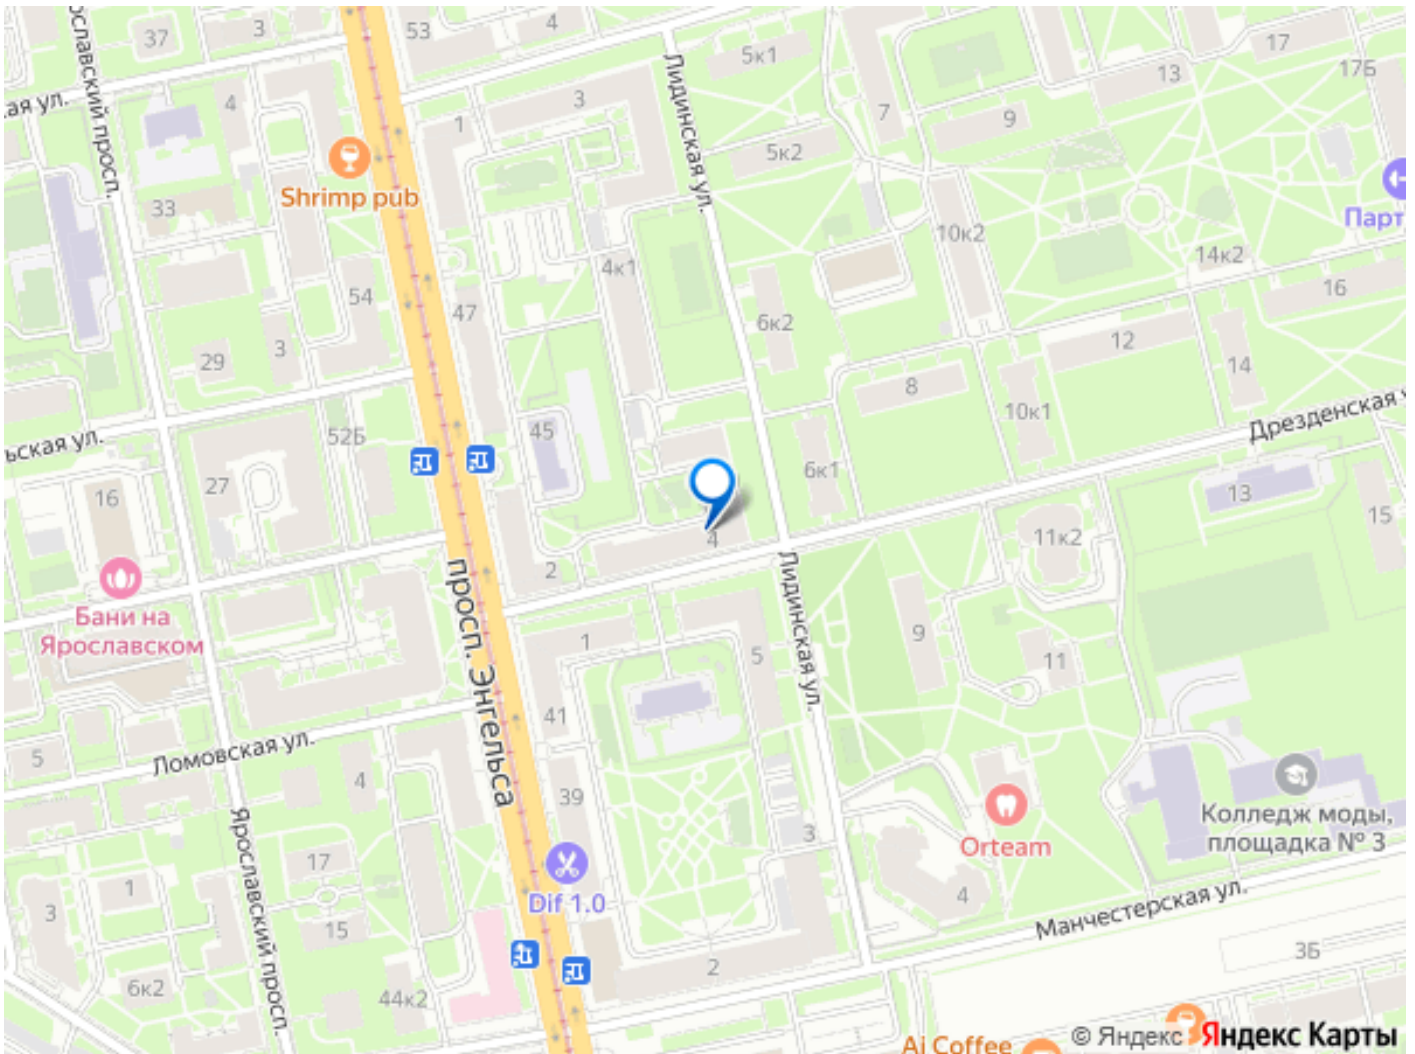 37
3
53
4
5к1
17
17Б
13
ославский просп.
ая ул.
4
1
3
Лидинская ул.
7
9
5к2
Shrimp pub
33
10к2
Парт
4к1
14к2
54
47
16
6к2
29
3
12
14
8
10к1
Дрезденская
ьская ул.
52Б
45
6к1
27
16
13
15
4
11к2
2
просп. Энгельса
Лидинская ул.
Бани на
Ярославском
1
5
9
11
41
Ломовская ул.
5
4
39
Колледж моды,
площадка № 3
Orteam
3
Ярославский просп.
17
1
Dif 1.0
4
3
15
Манчестерская ул.
3Б
2
6к2
44к2
Ai Coffee
© Яндекс
Яндекс Карты